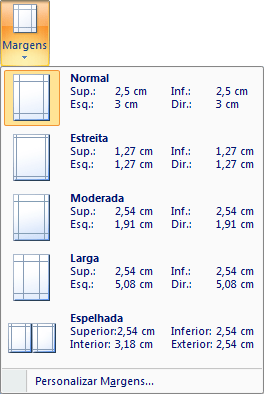 Margens
Normal
Sup.: 2,5 cm Inf.: 2,5 cm
Esq.: 3 cm Dir.: 3 cm
Estreita
Sup.: 1,27 cm Inf.: 1,27 cm
Esq.: 1,27 cm Dir.: 1,27 cm
Moderada
Sup.: 2,54 cm Inf.: 2,54 cm
Esq.: 1,91 cm Dir.: 1,91 cm
Larga
Sup.: 2,54 cm Inf.: 2,54 cm
Esq.: 5,08 cm Dir.: 5,08 cm
Espelhada
Superior:2,54 cm Inferior: 2,54 cm
Interior: 3,18 cm Exterior: 2,54 cm
Personalizar Margens...